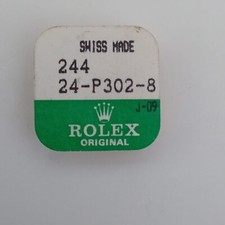 SWISS MADE
244
24-P302-8
J-09
ROLEX
ORIGINAL